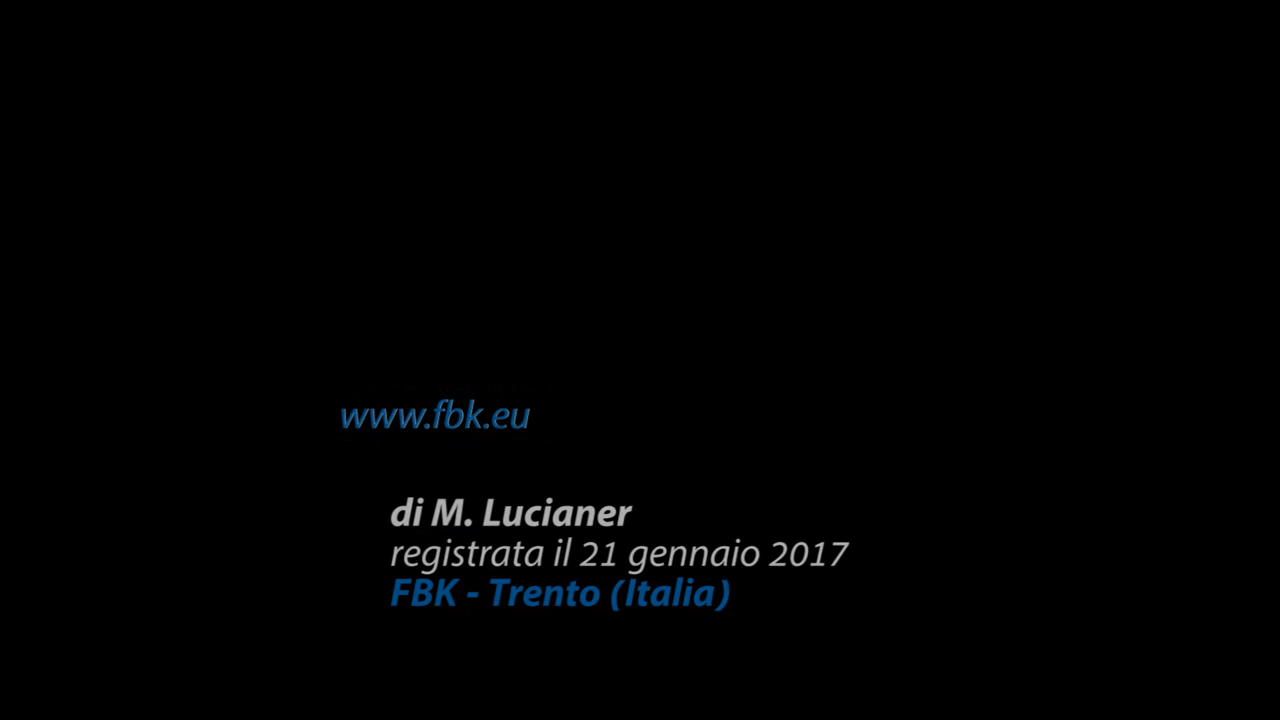 www.fbk.eu
di M. Lucianer
registrata il 21 gennaio 2017
FBK - Trento (Italia)